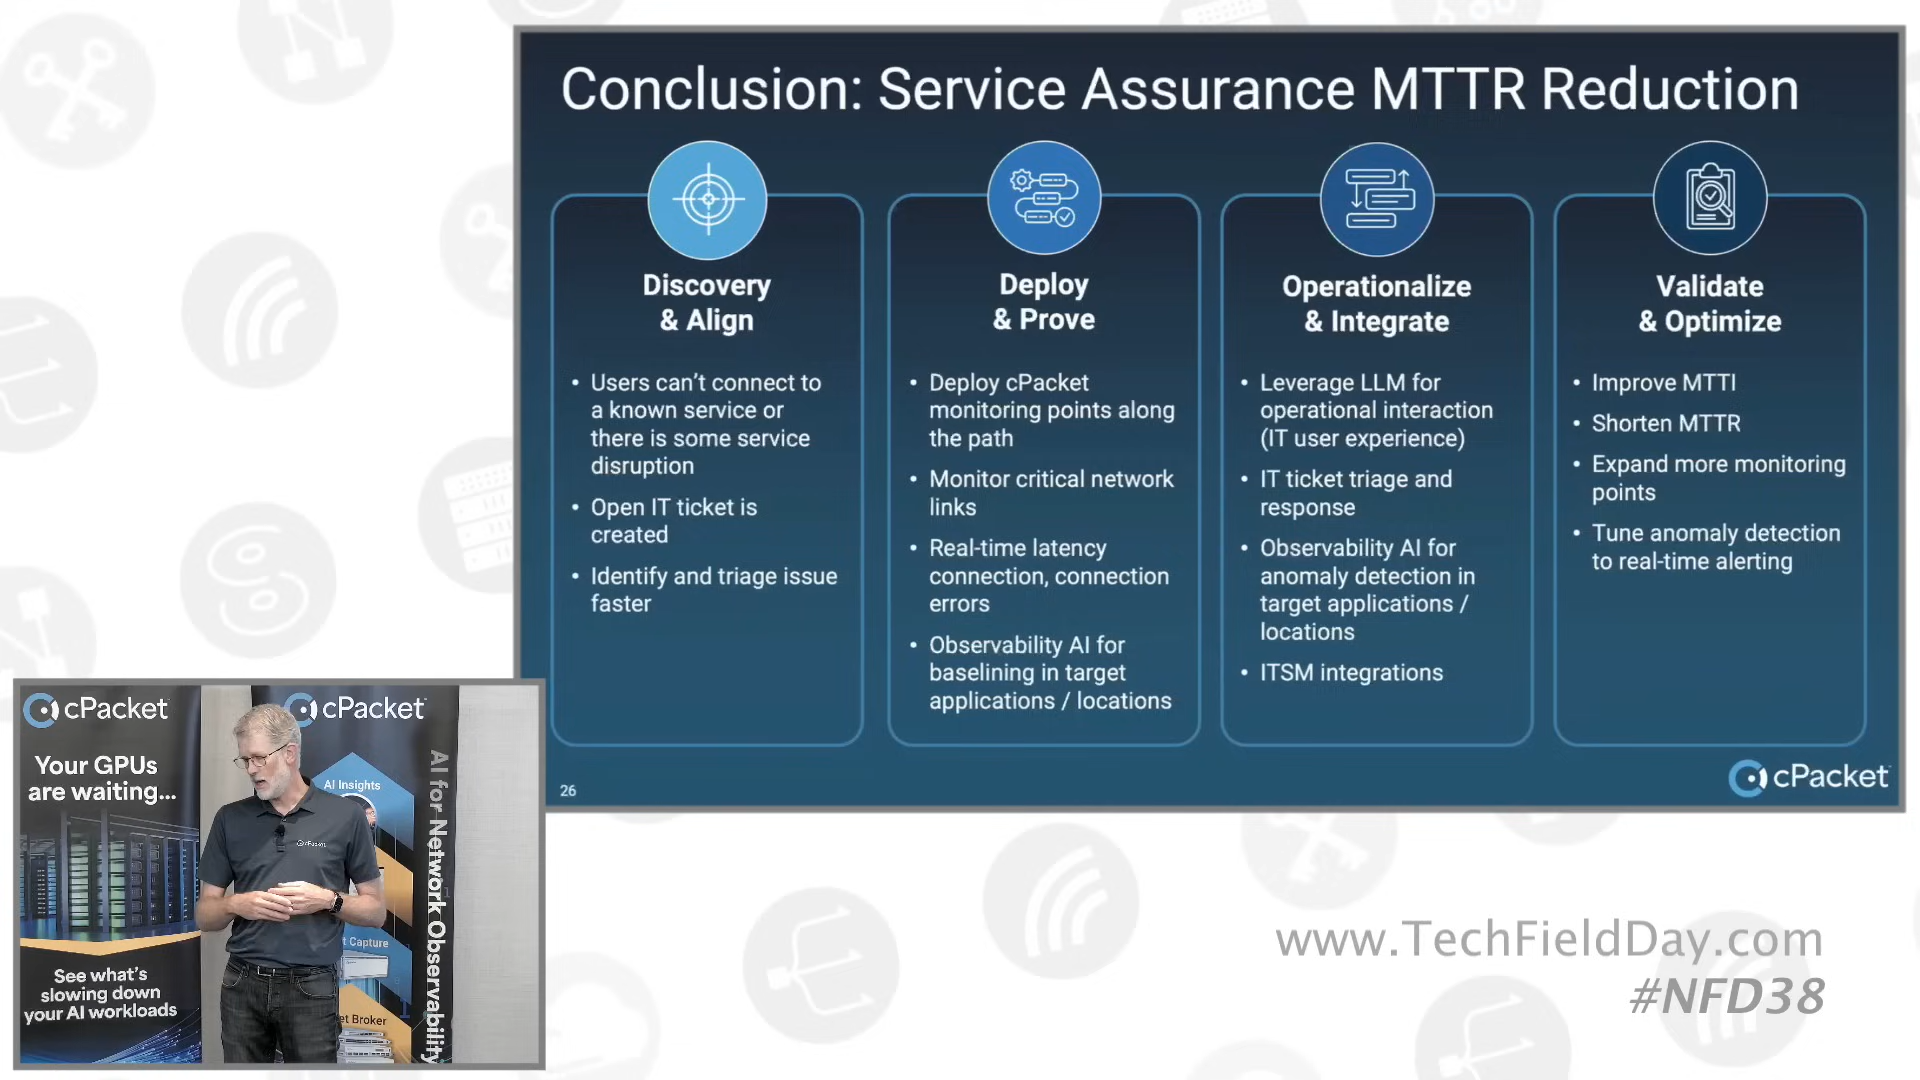 Conclusion: Service Assurance MTTR Reduction
Discovery
& Align
• Users can’t connect to
a known service or
there is some service
disruption
• Open IT ticket is
created
• Identify and triage issue
faster
Deploy
& Prove
• Deploy cPacket
monitoring points along
the path
• Monitor critical network
links
• Real-time latency
connection, connection
errors
• Observability AI for
baselining in target
applications / locations
Operationalize
& Integrate
• Leverage LLM for
operational interaction
(IT user experience)
• IT ticket triage and
response
• Observability AI for
anomaly detection in
target applications /
locations
• ITSM integrations
Validate
& Optimize
• Improve MTTI
• Shorten MTTR
• Expand more monitoring
points
• Tune anomaly detection
to real-time alerting
26
cPacket
cPacket
Your GPUs
are waiting...
See what's
slowing down
your AI workloads
cPacket
AI Insights
Capture
Broker
AI for Network Observability
cPacket
www.TechFieldDay.com
#NFD38